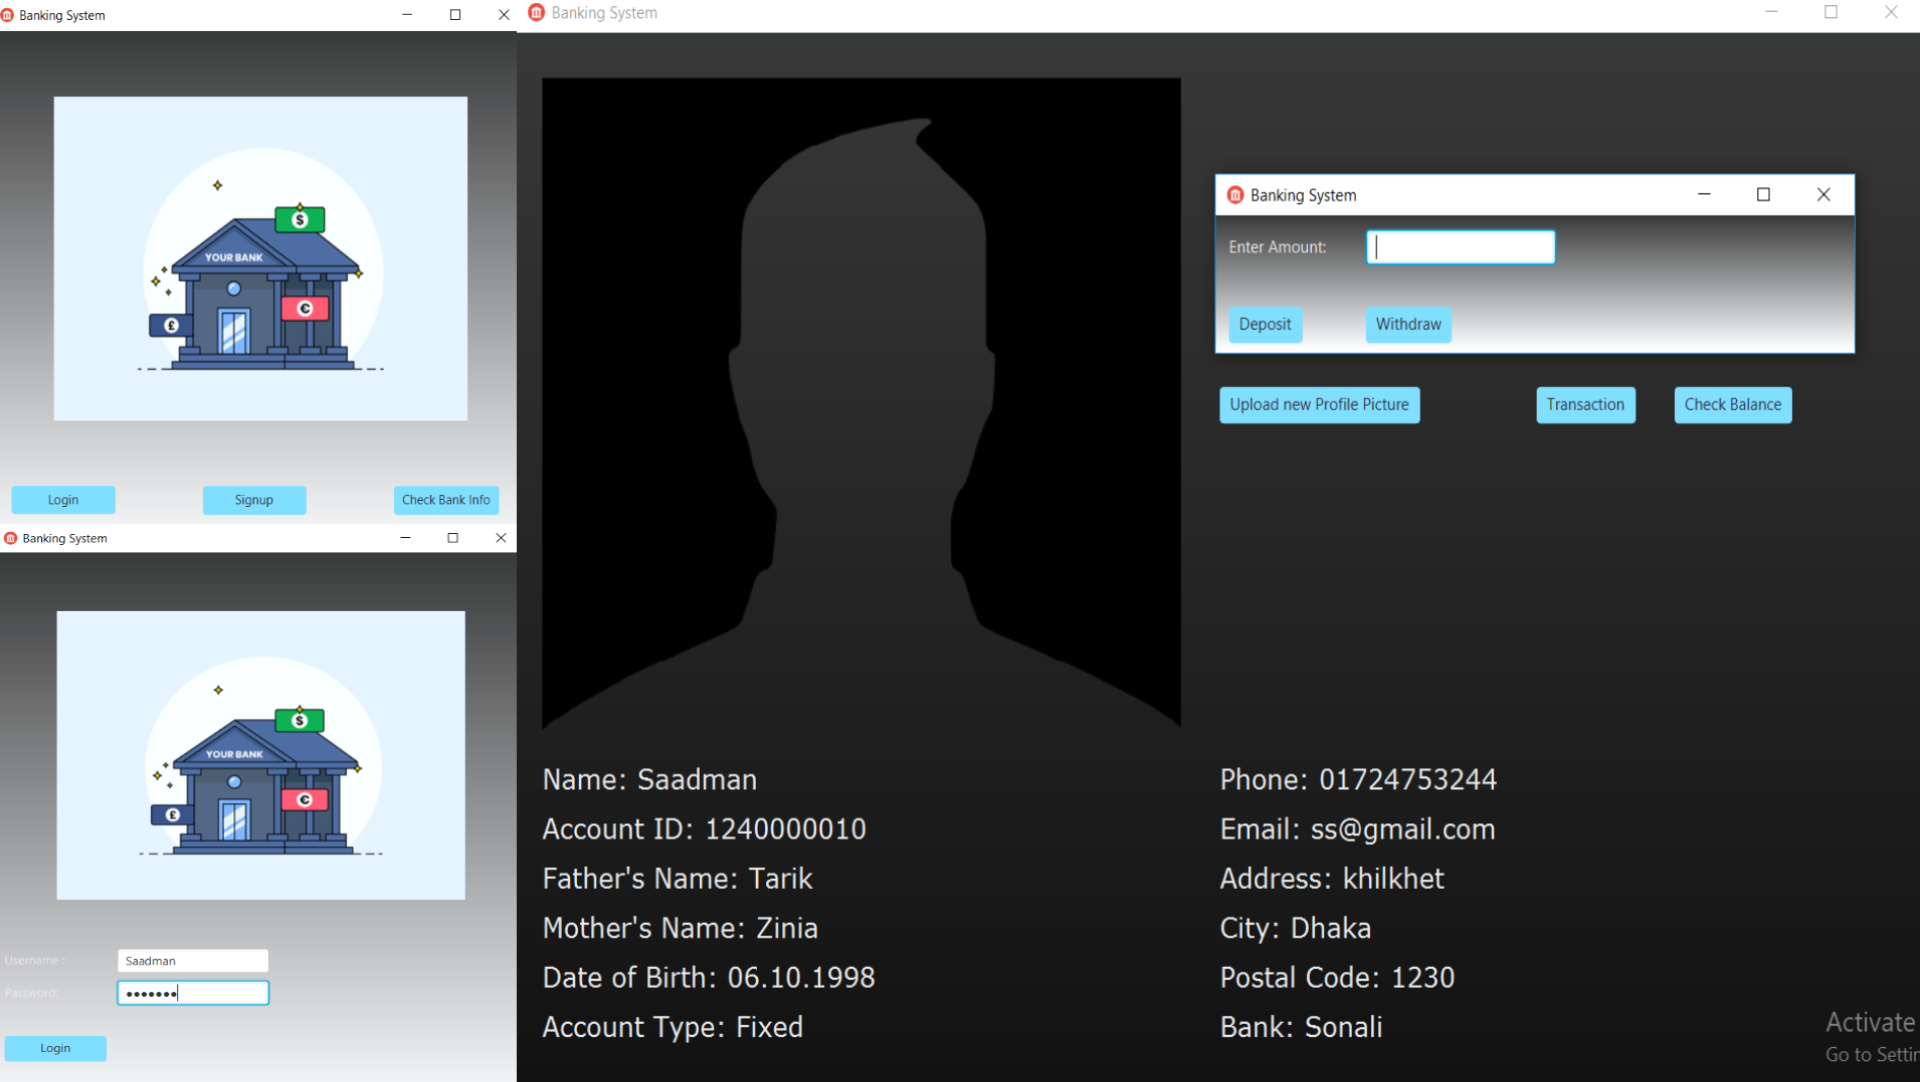 Banking System
YOUR BANK
$
£
Login
Signup
Check Bank Info
Banking System
YOUR BANK
$
£
Username :
Saadman
Password:
Login
Banking System
Banking System
Enter Amount:
Deposit
Withdraw
Upload new Profile Picture
Transaction
Check Balance
Name: Saadman
Account ID: 1240000010
Father's Name: Tarik
Mother's Name: Zinia
Date of Birth: 06.10.1998
Account Type: Fixed
Phone: 01724753244
Email: ss@gmail.com
Address: khilkhet
City: Dhaka
Postal Code: 1230
Bank: Sonali
Activate
Go to Settin